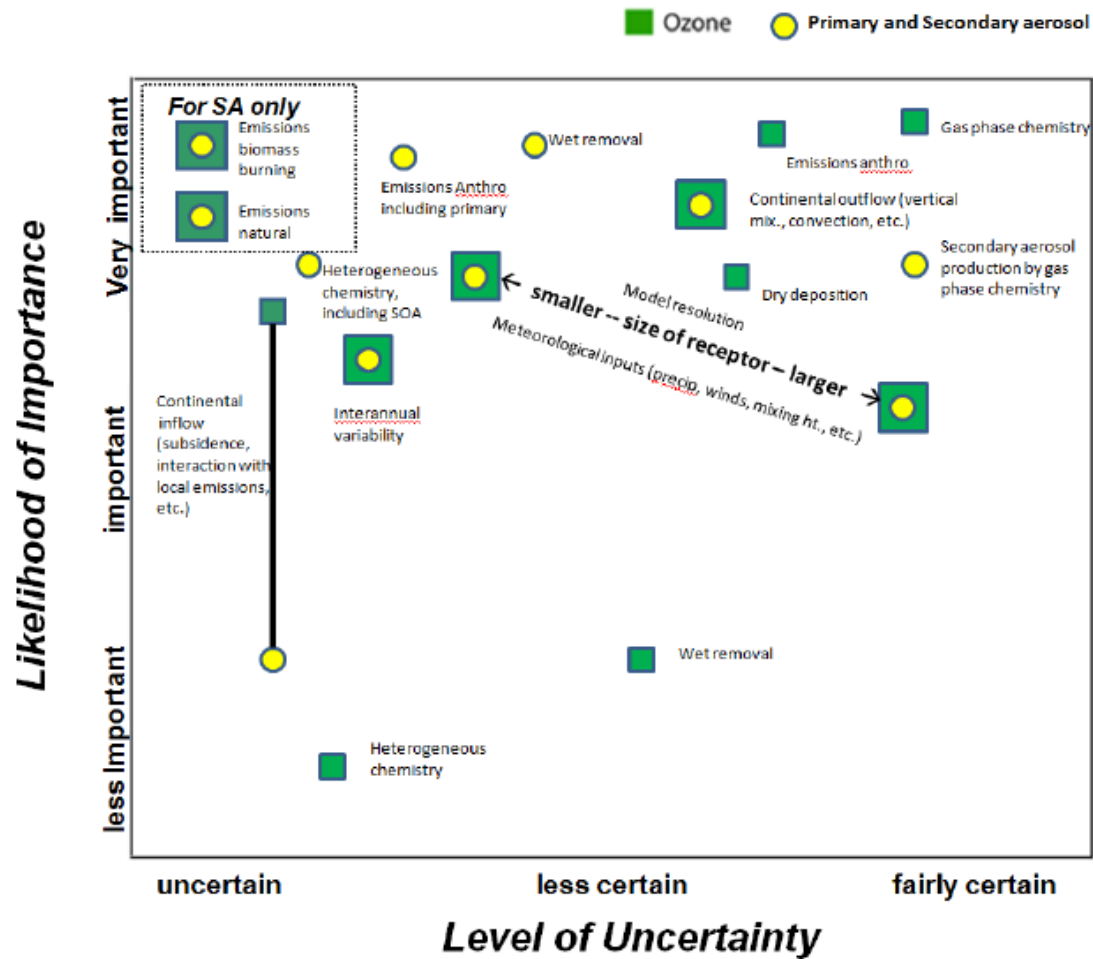 Ozone
Primary and Secondary aerosol
For SA only
Emissions
biomass
burning
Emissions
natural
Emissions Anthro
including primary
Wet removal
Emissions anthro
Gas phase chemistry
Continental outflow (vertical
mix., convection, etc.)
Secondary aerosol
production by gas
phase chemistry
Heterogeneous
chemistry,
including SOA
Dry deposition
Model resolution
smaller -- size of receptor – larger
Meteorological inputs (precip, winds, mixing ht., etc.)
Interannual
variability
Continental
inflow
(subsidence,
interaction with
local emissions,
etc.)
Wet removal
Heterogeneous
chemistry
Likelihood of Importance
Very important
important
less Important
uncertain
less certain
fairly certain
Level of Uncertainty